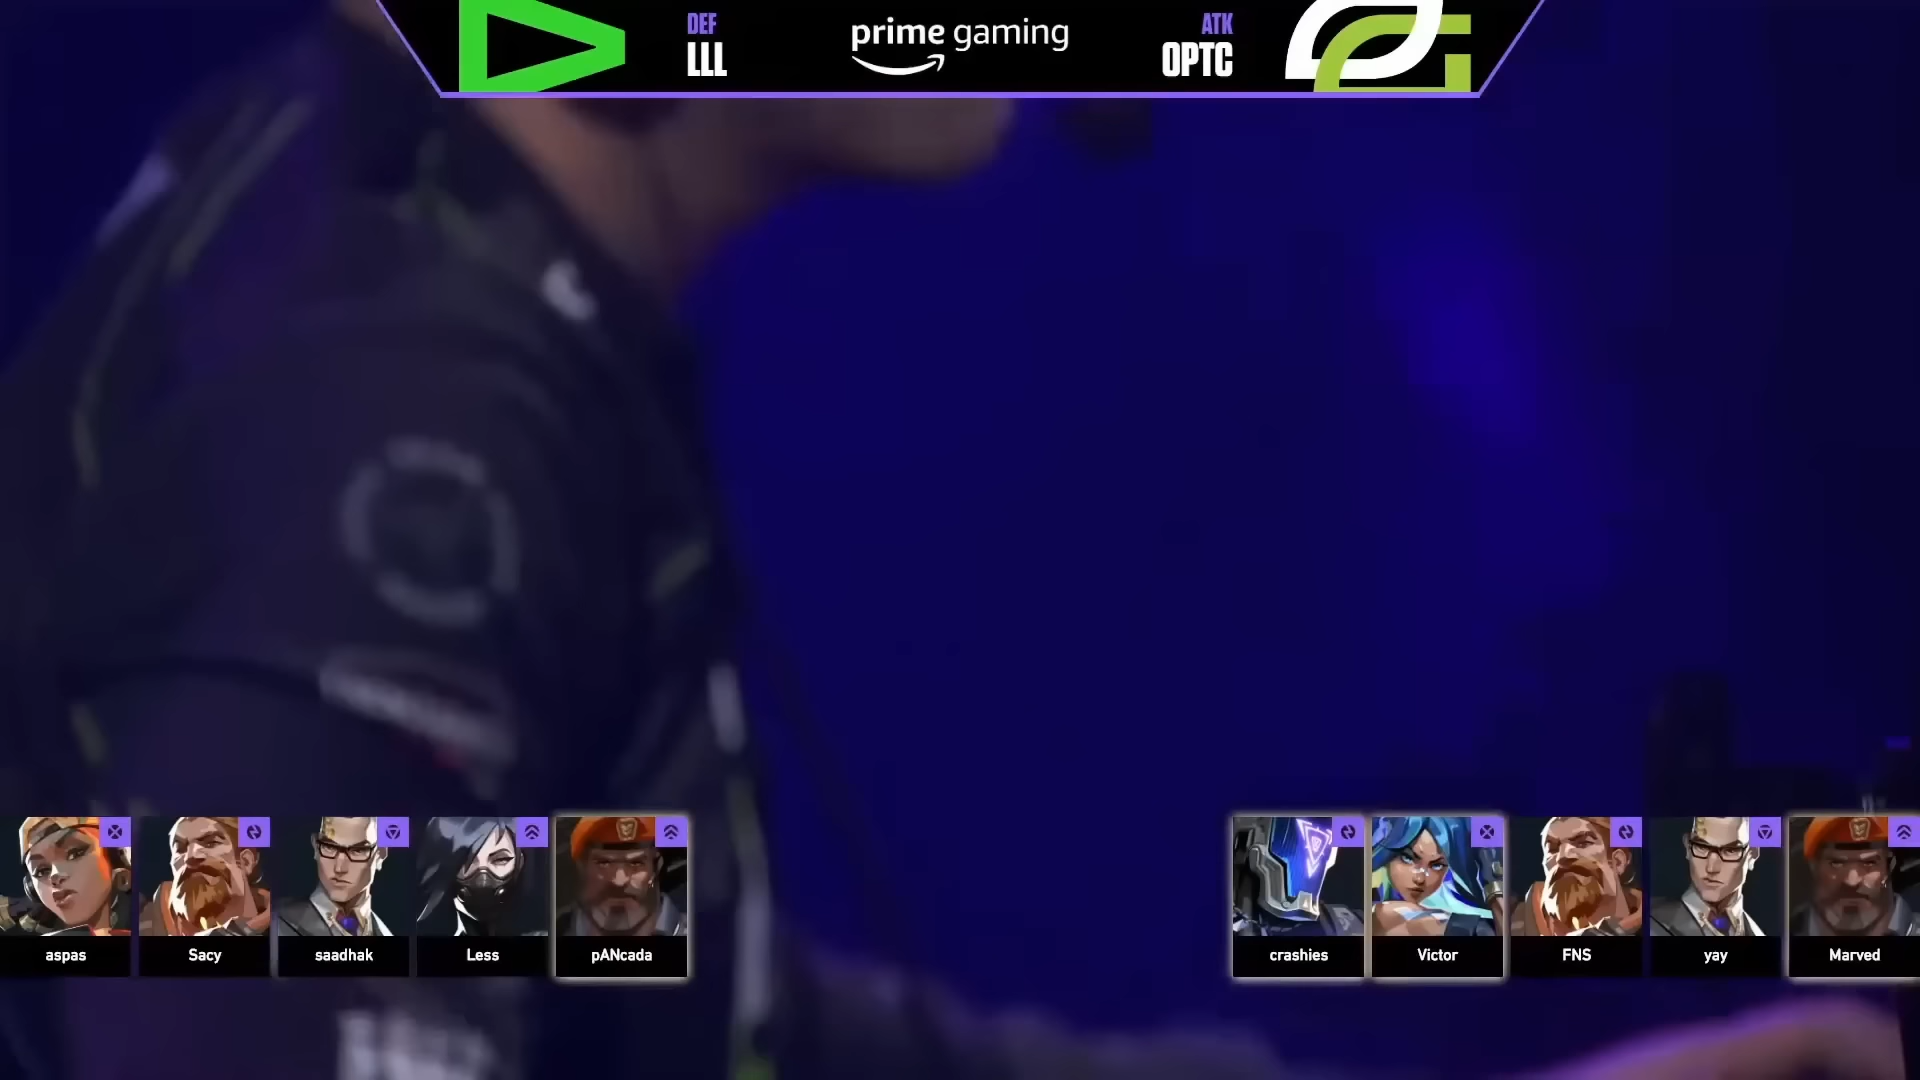 DEF
LLL
prime gaming
ATK
OPTC
aspas
Sacy
saadhak
Less
pANcada
crashies
Victor
FNS
yay
Marved